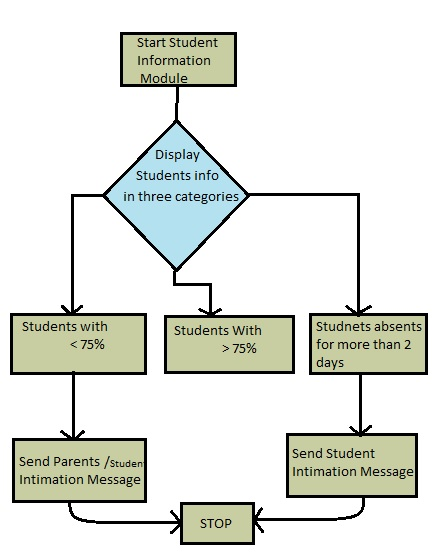 Start Student
Information
Module
Display
Students info
in three categories
Students with
< 75%
Students With
> 75%
Studnets absents
for more than 2
days
Send Parents /Student
Intimation Message
Send Student
Intimation Message
STOP